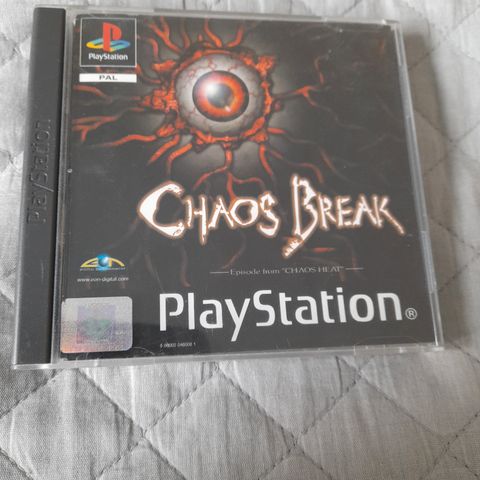 PlayStation
PlayStation
PAL
CHAOS BREAK
Episode from "CHAOS HEAT"
www.eon-digital.com
PlayStation®